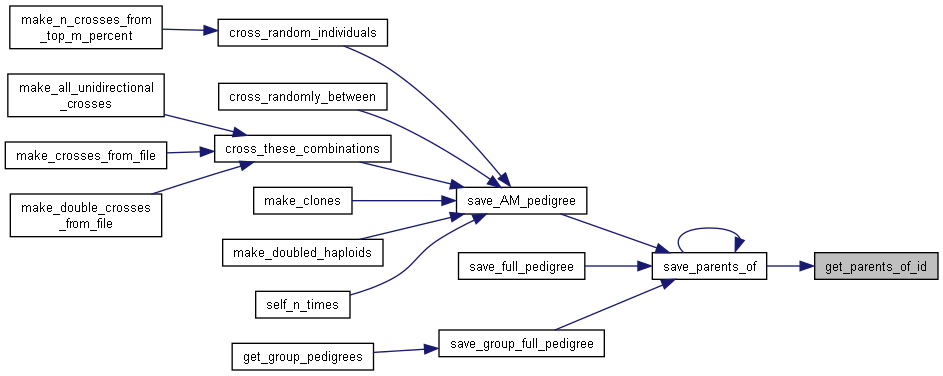 make_n_crosses_from
_top_m_percent
cross_random_individuals
make_all_unidirectional
_crosses
cross_randomly_between
cross_these_combinations
make_crosses_from_file
make_clones
save_AM_pedigree
make_double_crosses
_from_file
make_doubled_haploids
save_full_pedigree
save_parents_of
get_parents_of_id
self_n_times
save_group_full_pedigree
get_group_pedigrees